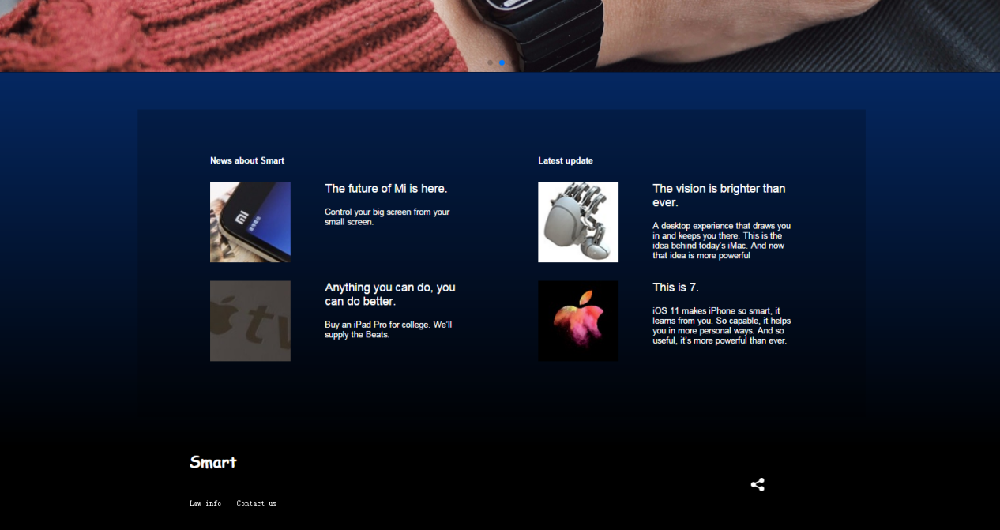 News about Smart
The future of Mi is here.
Control your big screen from your
small screen.
Anything you can do, you
can do better.
Buy an iPad Pro for college. We'll
supply the Beats.
Latest update
The vision is brighter than
ever.
A desktop experience that draws you
in and keeps you there. This is the
idea behind today's iMac. And now
that idea is more powerful
This is 7.
iOS 11 makes iPhone so smart, it
learns from you. So capable, it helps
you in more personal ways. And so
useful, it's more powerful than ever.
mi
tv
Smart
Law info Contact us